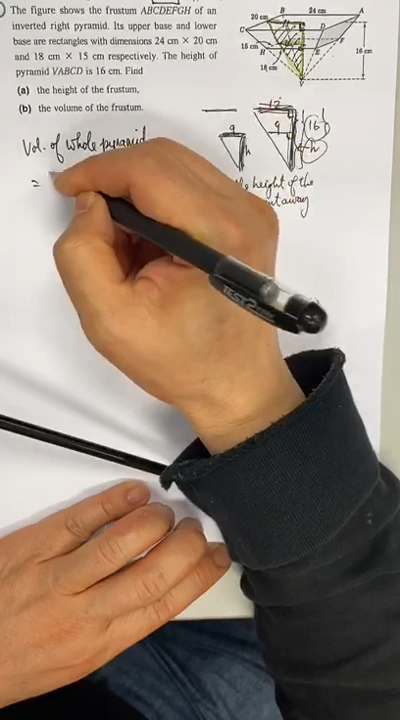 The figure shows the frustum ABCDEFGH of an
inverted right pyramid. Its upper base and lower
base are rectangles with dimensions 24 cm × 20 cm
and 18 cm × 15 cm respectively. The height of
pyramid VABCD is 16 cm. Find
(a) the height of the frustum,
(b) the volume of the frustum.
B 24 cm A
20 cm
C D
15 cm H E F
18 cm
16 cm
V
12
9 9 16
h h
Vol. of whole pyramid
height of the
=
TEST